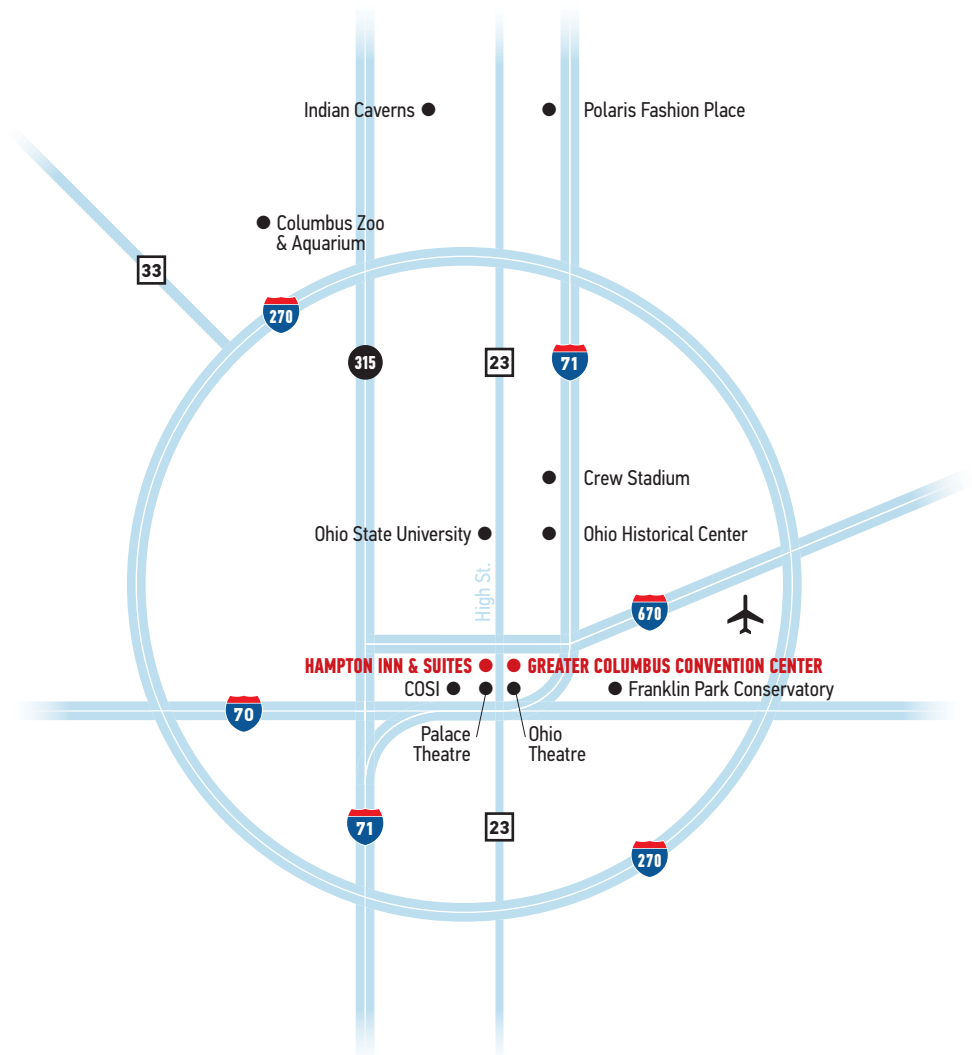 Indian Caverns
Polaris Fashion Place
Columbus Zoo
& Aquarium
33
270
315
23
71
Crew Stadium
Ohio State University
Ohio Historical Center
High St.
670
HAMPTON INN & SUITES
GREATER COLUMBUS CONVENTION CENTER
COSI
Franklin Park Conservatory
70
Palace
Theatre
Ohio
Theatre
71
23
270